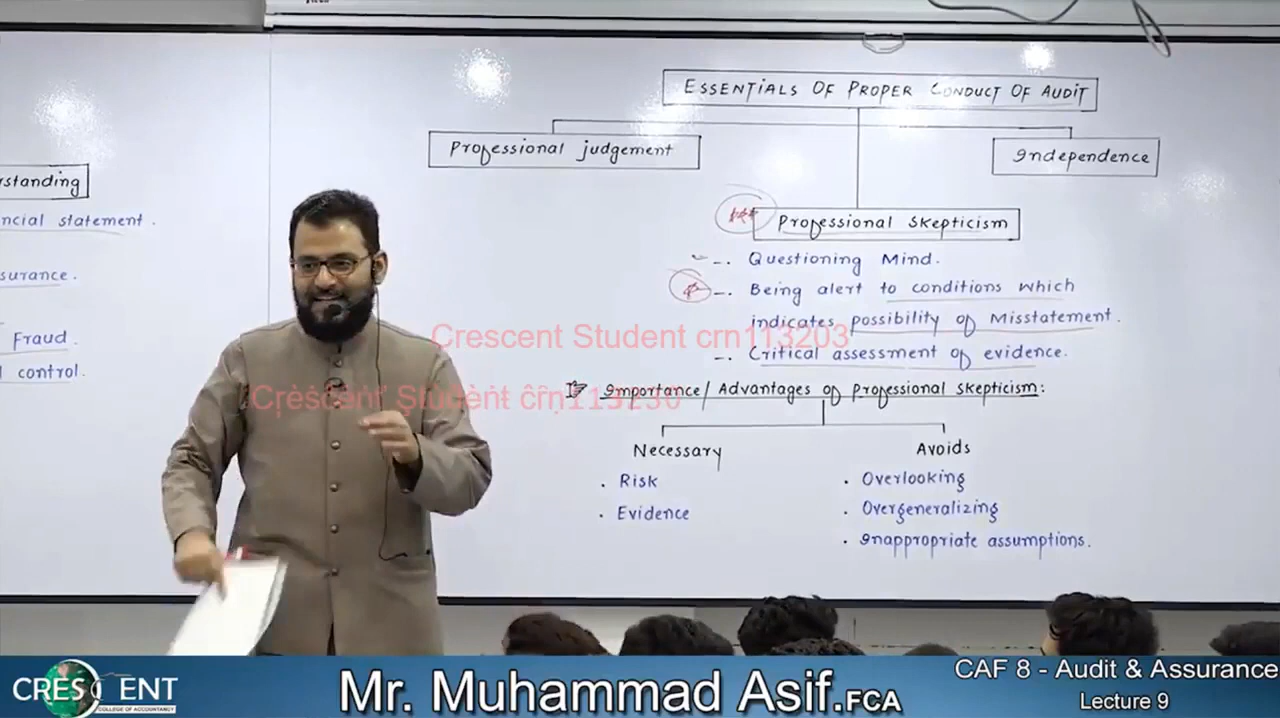 ESSENTIALS OF PROPER CONDUCT OF AUDIT
Professional judgement
Independence
Professional skepticism
-. Questioning Mind.
-. Being alert to conditions which
indicates possibility of Misstatement.
-. Critical assessment of evidence.
Importance/Advantages of professional skepticism:
Necessary
. Risk
. Evidence
Avoids
. Overlooking
. Overgeneralizing
. Inappropriate assumptions.
rstanding
ncial statement.
surance.
Fraud.
control.
Crescent Student crn113203
CRESCENT
COLLEGE OF ACCOUNTANCY
Mr. Muhammad Asif.FCA
CAF 8 - Audit & Assurance
Lecture 9